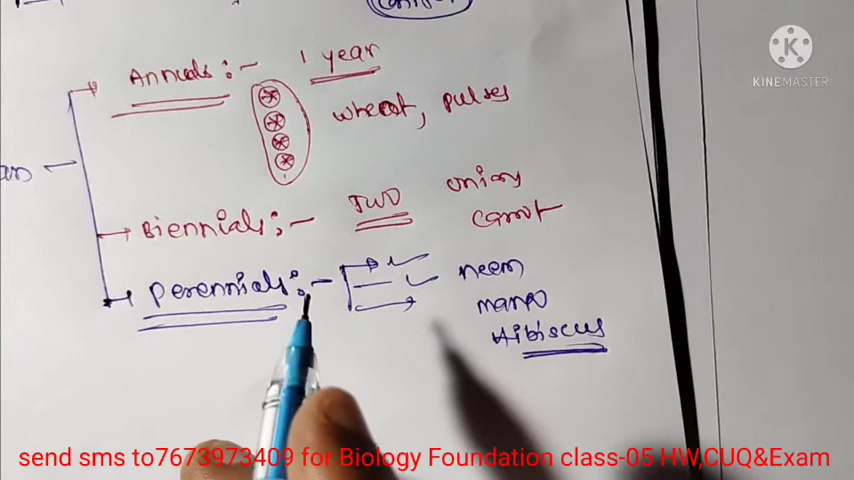 Annuals :- 1 year
wheat, pulses
Biennials :- Two onion
carrot
Perennials :- neem
mango
Hibiscus
KINEMASTER
send sms to7673973409 for Biology Foundation class-05 HW,CUQ&Exam